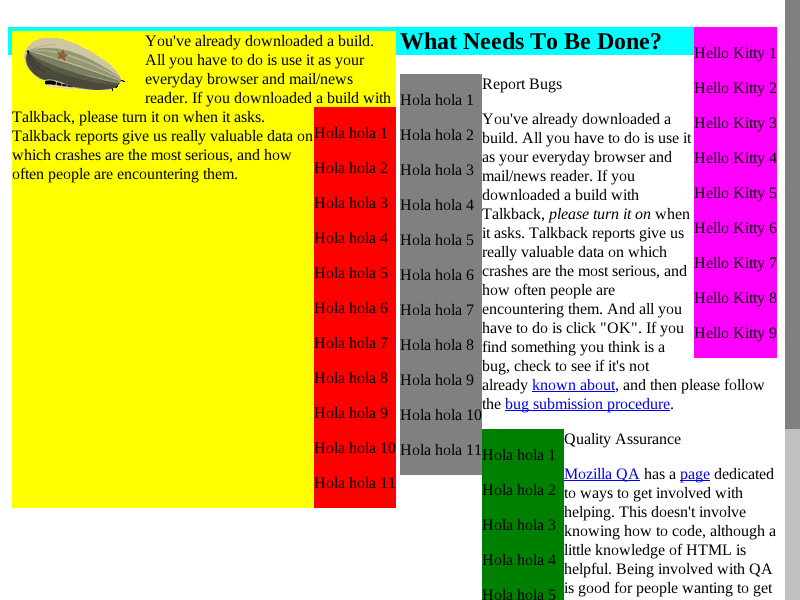 You've already downloaded a build.
All you have to do is use it as your
everyday browser and mail/news
reader. If you downloaded a build with
Talkback, please turn it on when it asks.
Talkback reports give us really valuable data on
which crashes are the most serious, and how
often people are encountering them.
Hola hola 1
Hola hola 2
Hola hola 3
Hola hola 4
Hola hola 5
Hola hola 6
Hola hola 7
Hola hola 8
Hola hola 9
Hola hola 10
Hola hola 11
What Needs To Be Done?
Hola hola 1
Hola hola 2
Hola hola 3
Hola hola 4
Hola hola 5
Hola hola 6
Hola hola 7
Hola hola 8
Hola hola 9
Hola hola 10
Hola hola 11
Report Bugs
You've already downloaded a
build. All you have to do is use it
as your everyday browser and
mail/news reader. If you
downloaded a build with
Talkback, please turn it on when
it asks. Talkback reports give us
really valuable data on which
crashes are the most serious, and
how often people are
encountering them. And all you
have to do is click "OK". If you
find something you think is a
bug, check to see if it's not
already known about, and then please follow
the bug submission procedure.
Hello Kitty 1
Hello Kitty 2
Hello Kitty 3
Hello Kitty 4
Hello Kitty 5
Hello Kitty 6
Hello Kitty 7
Hello Kitty 8
Hello Kitty 9
Hola hola 1
Hola hola 2
Hola hola 3
Hola hola 4
Hola hola 5
Quality Assurance
Mozilla QA has a page dedicated
to ways to get involved with
helping. This doesn't involve
knowing how to code, although a
little knowledge of HTML is
helpful. Being involved with QA
is good for people wanting to get